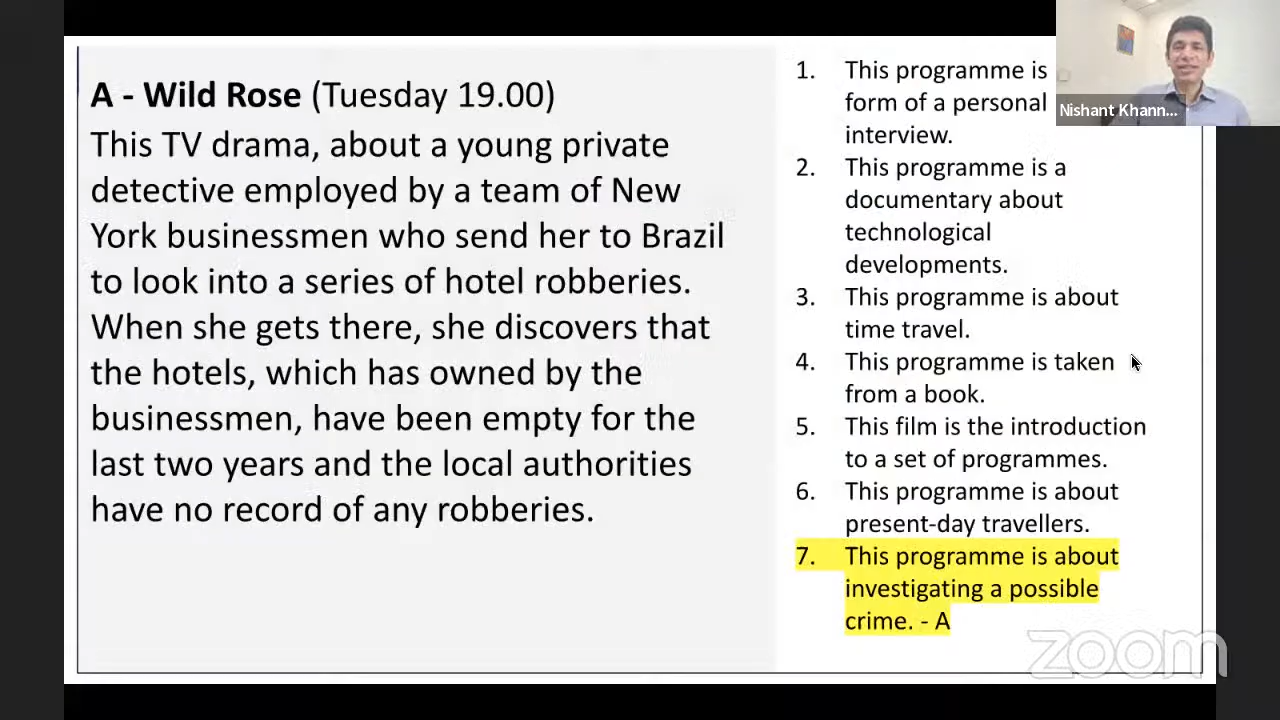 A - Wild Rose (Tuesday 19.00)
This TV drama, about a young private
detective employed by a team of New
York businessmen who send her to Brazil
to look into a series of hotel robberies.
When she gets there, she discovers that
the hotels, which has owned by the
businessmen, have been empty for the
last two years and the local authorities
have no record of any robberies.
1. This programme is
form of a personal
interview.
2. This programme is a
documentary about
technological
developments.
3. This programme is about
time travel.
4. This programme is taken
from a book.
5. This film is the introduction
to a set of programmes.
6. This programme is about
present-day travellers.
7. This programme is about
investigating a possible
crime. - A
Nishant Khann...
zoom